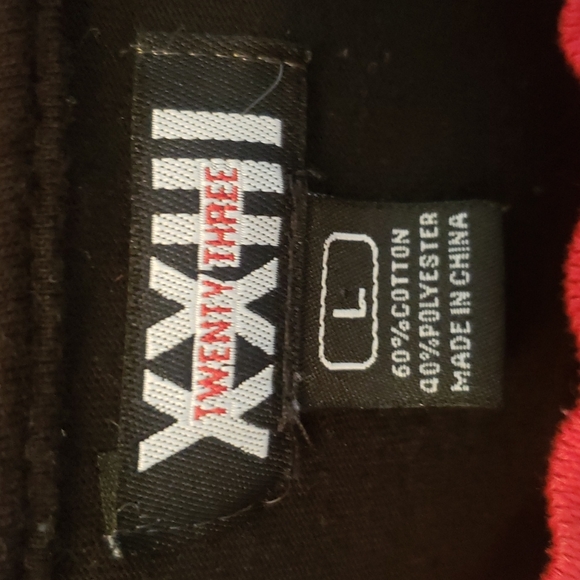 XXIII
TWENTY THREE
L
60%COTTON
40%POLYESTER
MADE IN CHINA